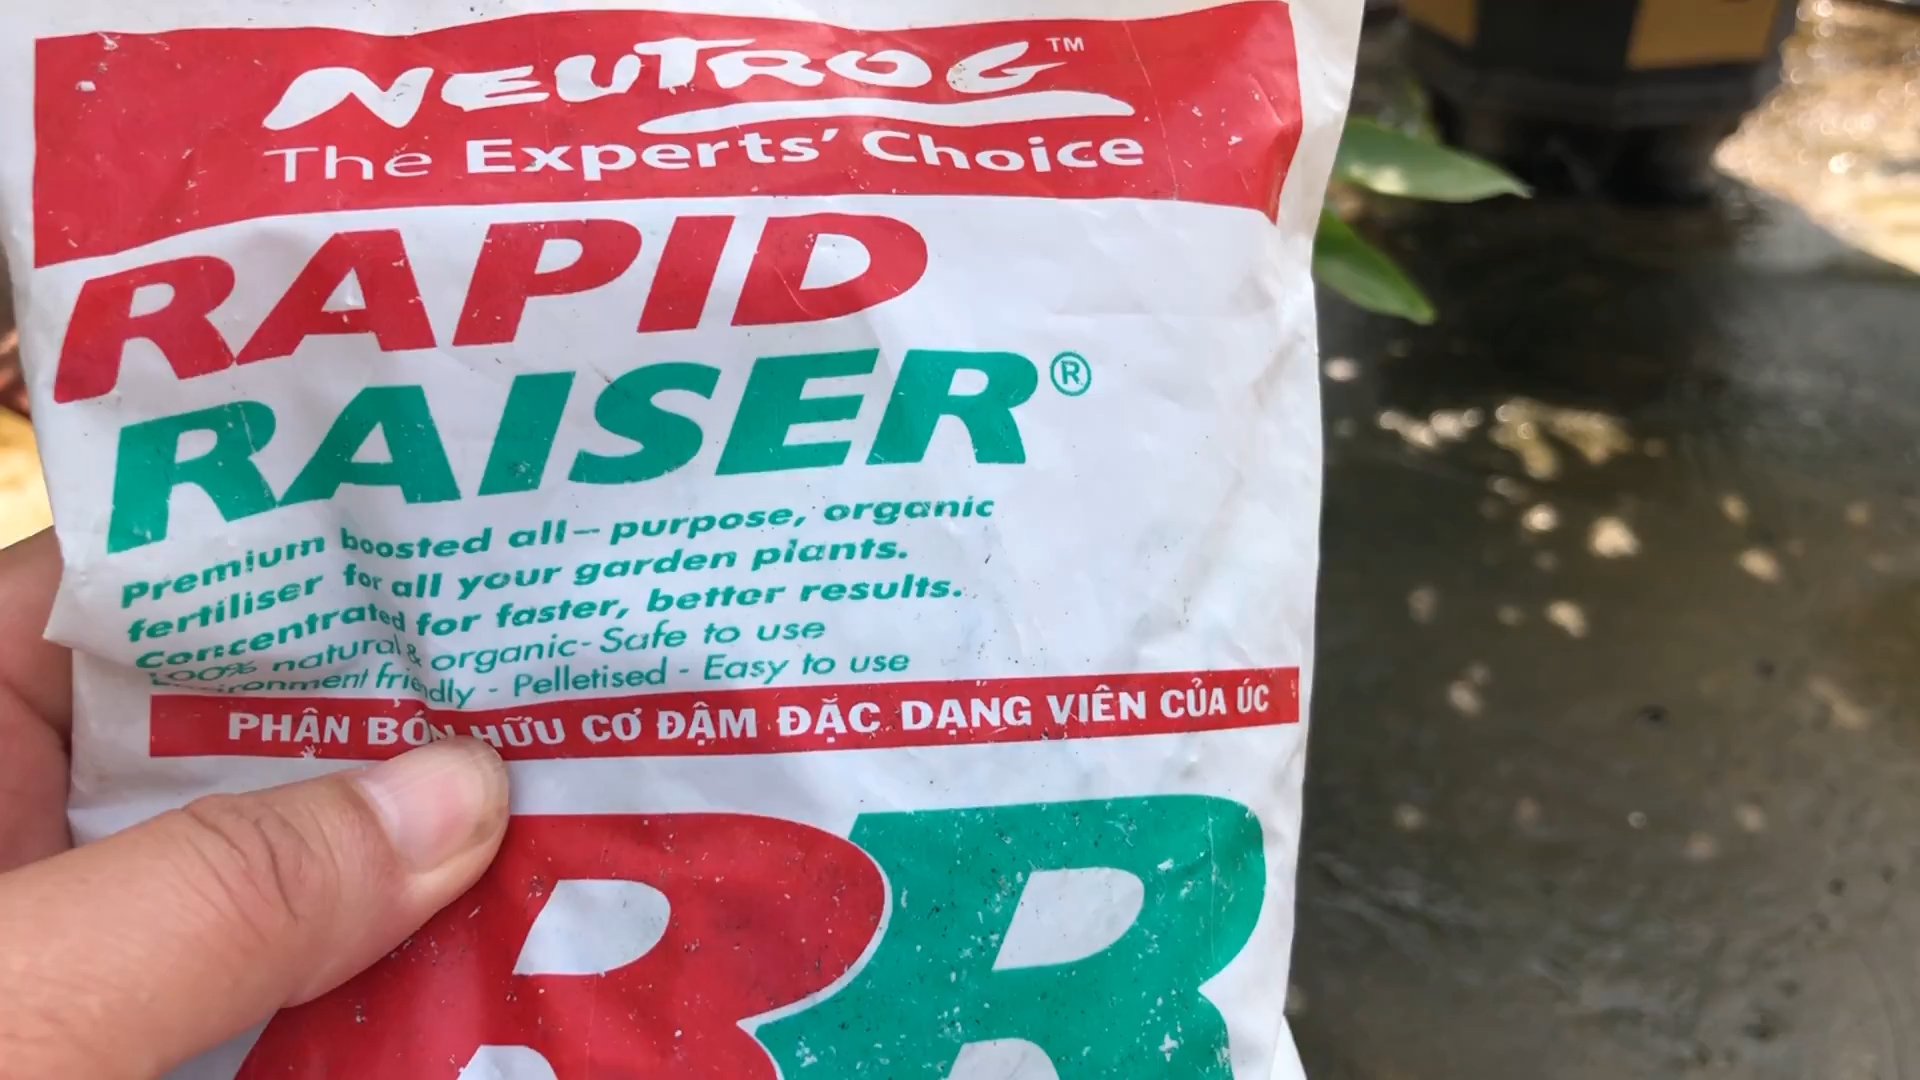 NEUTROG™
The Experts' Choice
RAPID
RAISER®
Premium boosted all-purpose, organic
fertiliser for all your garden plants.
Concentrated for faster, better results.
100% natural & organic- Safe to use
Environment friendly - Pelletised - Easy to use
PHÂN BÓN HỮU CƠ ĐẬM ĐẶC DẠNG VIÊN CỦA ÚC
RR